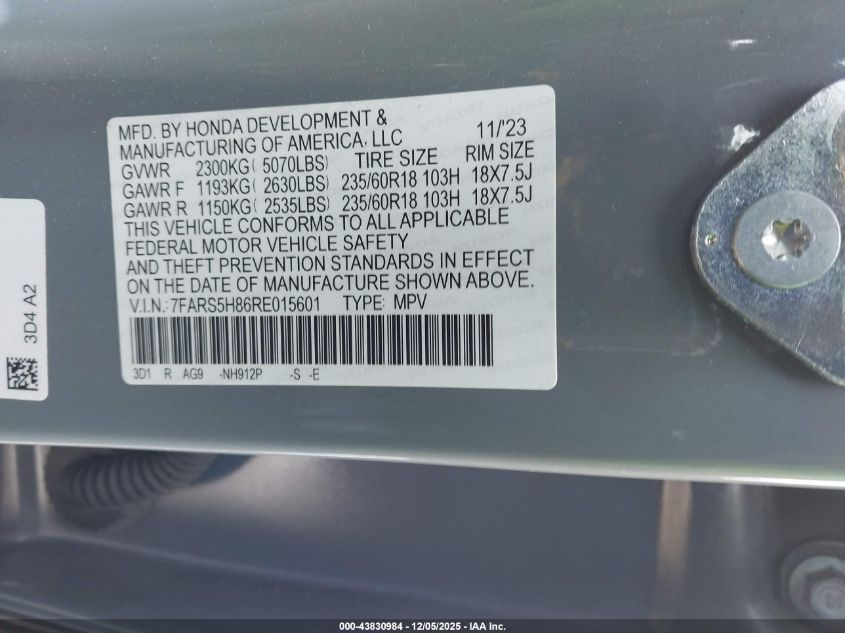 MFD. BY HONDA DEVELOPMENT &
MANUFACTURING OF AMERICA, LLC 11/'23
GVWR 2300KG( 5070LBS) TIRE SIZE RIM SIZE
GAWR F 1193KG( 2630LBS) 235/60R18 103H 18X7.5J
GAWR R 1150KG( 2535LBS) 235/60R18 103H 18X7.5J
THIS VEHICLE CONFORMS TO ALL APPLICABLE
FEDERAL MOTOR VEHICLE SAFETY
AND THEFT PREVENTION STANDARDS IN EFFECT
ON THE DATE OF MANUFACTURE SHOWN ABOVE.
V.I.N.: 7FARS5H86RE015601 TYPE: MPV
3D1 R AG9 -NH912P -S -E
3D4 A2
000-43830984 - 12/05/2025 - IAA Inc.